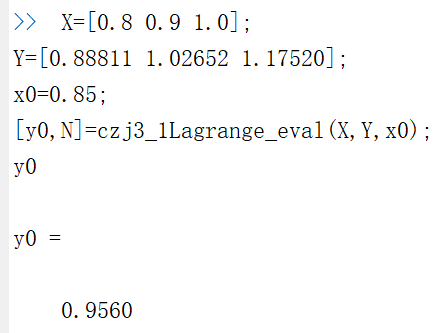 >>  X=[0.8 0.9 1.0];
Y=[0.88811 1.02652 1.17520];
x0=0.85;
[y0,N]=czj3_1Lagrange_eval(X,Y,x0);
y0
y0 =
0.9560